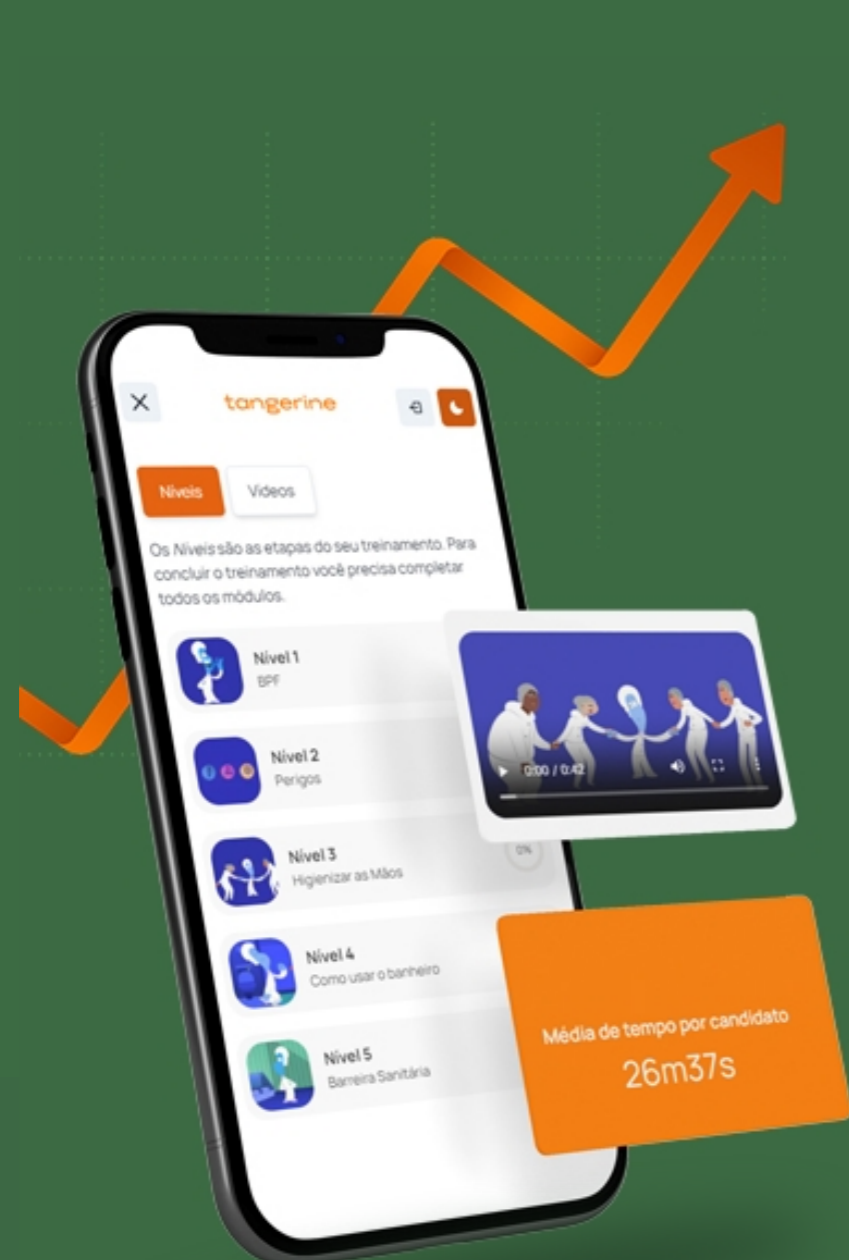 tangerine
Níveis
Vídeos
Os Níveis são as etapas do seu treinamento. Para
concluir o treinamento você precisa completar
todos os módulos.
Nível 1
BPF
Nível 2
Perigos
Nível 3
Higienizar as Mãos
0%
Nível 4
Como usar o banheiro
Nível 5
Barreira Sanitária
0:00 / 0:42
Média de tempo por candidato
26m37s